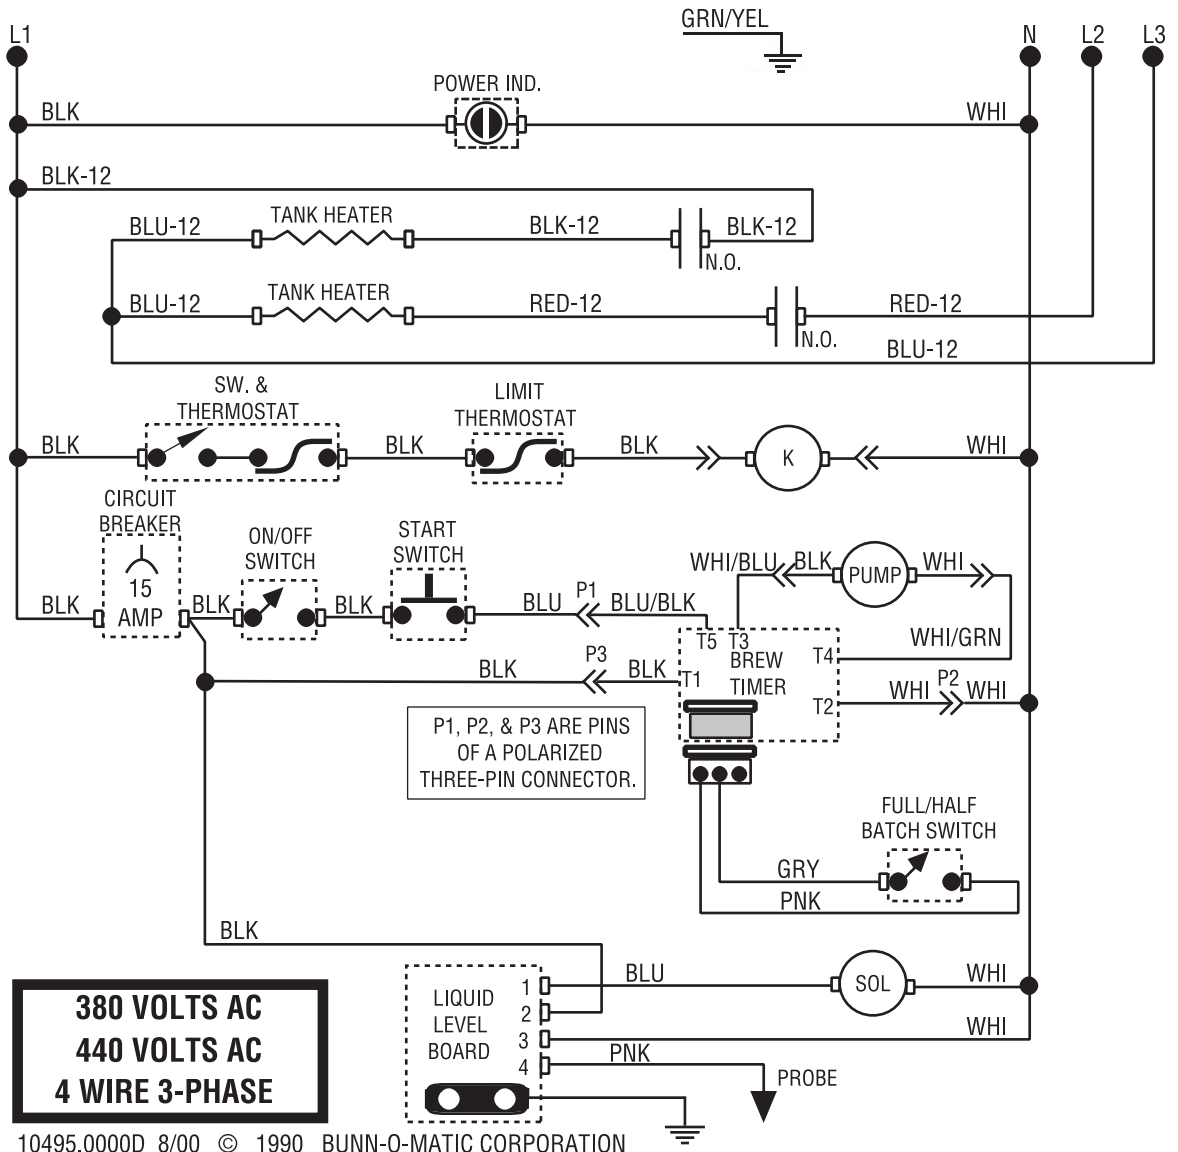 GRN/YEL
L1
N
L2
L3
POWER IND.
BLK
WHI
BLK-12
BLU-12
TANK HEATER
BLK-12
BLK-12
N.O.
BLU-12
TANK HEATER
RED-12
RED-12
N.O.
BLU-12
SW. &
THERMOSTAT
LIMIT
THERMOSTAT
BLK
BLK
BLK
K
WHI
CIRCUIT
BREAKER
15
AMP
ON/OFF
SWITCH
START
SWITCH
WHI/BLU
BLK
PUMP
WHI
BLK
BLK
BLK
BLU
P1
BLU/BLK
WHI/GRN
T5
T3
BREW
TIMER
T4
T1
T2
BLK
P3
BLK
WHI
P2
WHI
P1, P2, & P3 ARE PINS
OF A POLARIZED
THREE-PIN CONNECTOR.
FULL/HALF
BATCH SWITCH
GRY
PNK
BLK
LIQUID
LEVEL
BOARD
1
2
3
4
BLU
SOL
WHI
WHI
PNK
PROBE
380 VOLTS AC
440 VOLTS AC
4 WIRE 3-PHASE
10495.0000D 8/00 © 1990 BUNN-O-MATIC CORPORATION